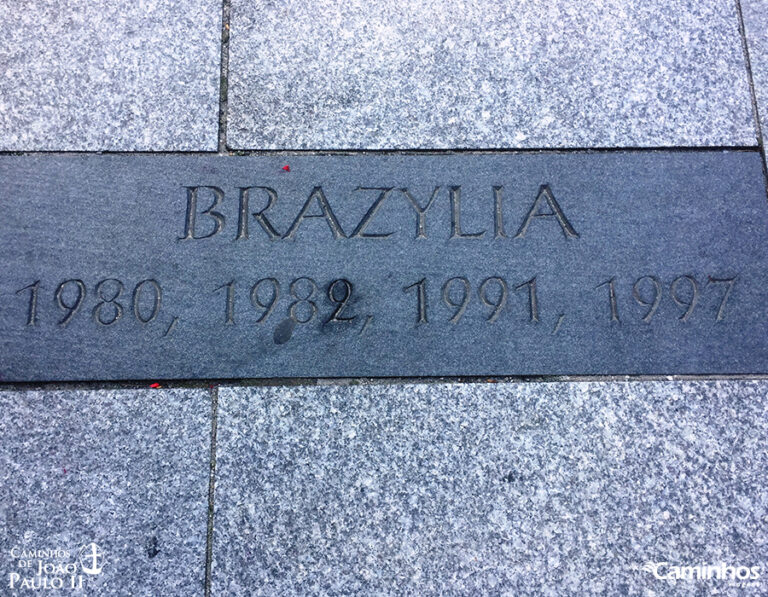 BRAZYLIA
1980, 1982, 1991, 1997
CAMINHOS
DE
JOÃO
PAULO II
Caminhos